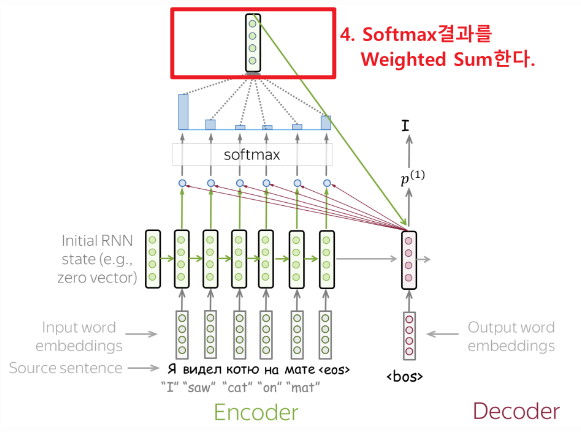 4. Softmax결과를
Weighted Sum한다.
I
softmax
p(1)
Initial RNN
state (e.g.,
zero vector)
Input word
embeddings
Output word
embeddings
Source sentence
Я видел котю на мате <eos>
"I" "saw" "cat" "on" "mat"
<bos>
Encoder
Decoder